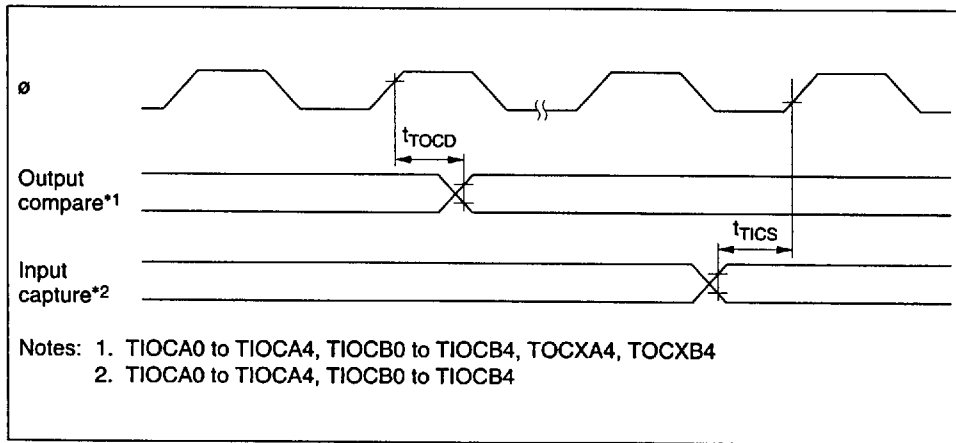 ø
tTOCD
Output
compare*1
tTICS
Input
capture*2
Notes: 1. TIOCA0 to TIOCA4, TIOCB0 to TIOCB4, TOCXA4, TOCXB4
2. TIOCA0 to TIOCA4, TIOCB0 to TIOCB4